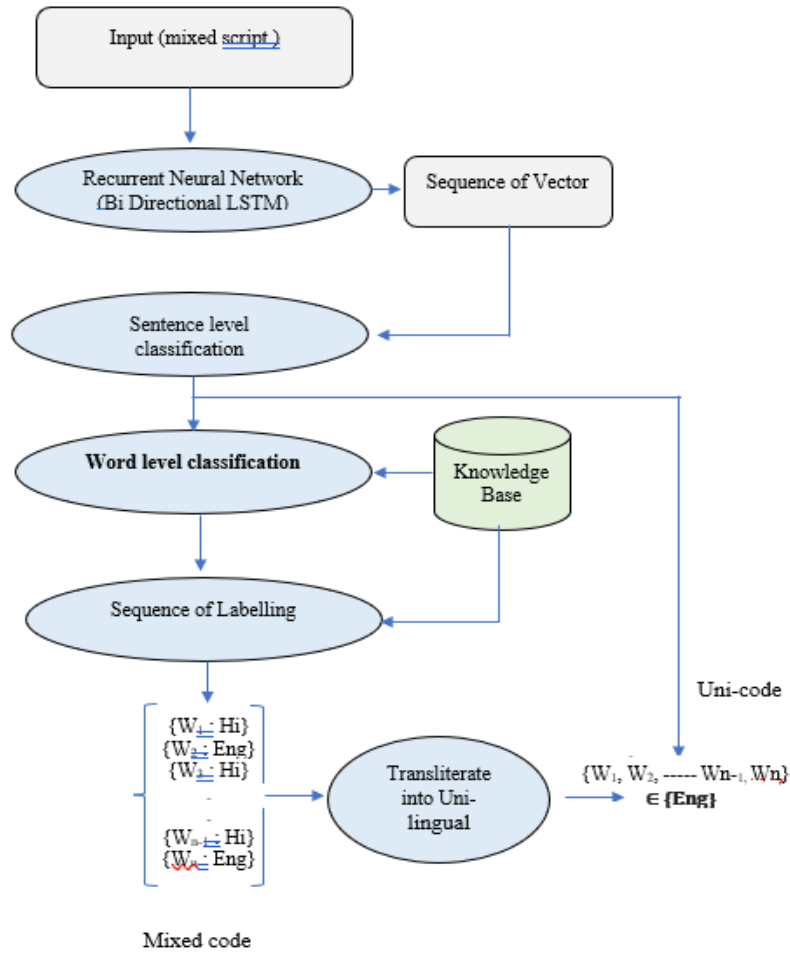 Input (mixed script )
Recurrent Neural Network
(Bi Directional LSTM)
Sequence of Vector
Sentence level
classification
Word level classification
Knowledge
Base
Sequence of Labelling
Uni-code
{W₁ : Hi}
{W₂ : Eng}
{W₃ : Hi}
-
-
{Wₙ₋₁ : Hi}
{Wₙ : Eng}
Transliterate
into Uni-
lingual
{W₁, W₂, ----- Wn-₁, Wn}
∈ {Eng}
Mixed code